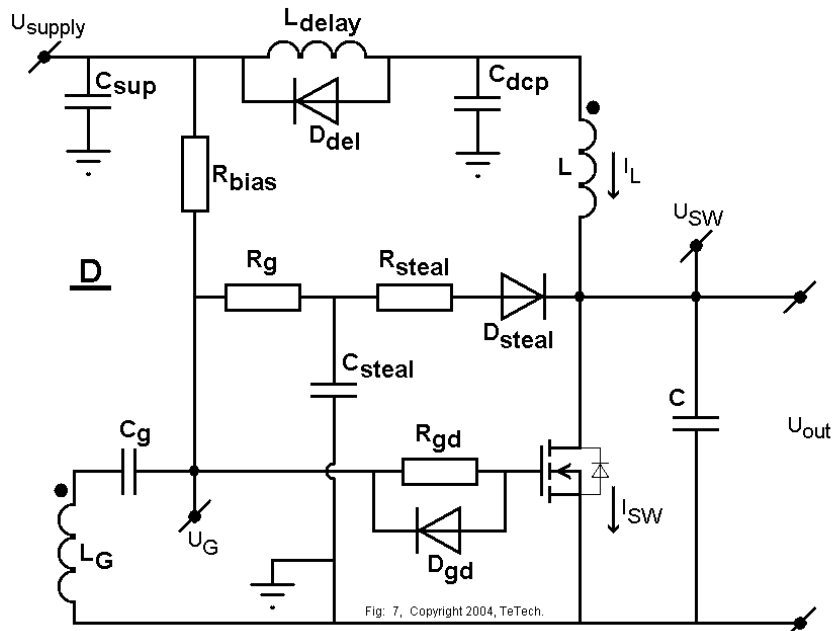 Usupply
Ldelay
Csup
Cdcp
Ddel
L
IL
Rbias
USW
D
Rg
Rsteal
Dsteal
Csteal
C
Cg
Rgd
Uout
UG
ISW
LG
Dgd
Fig: 7, Copyright 2004, TeTech.